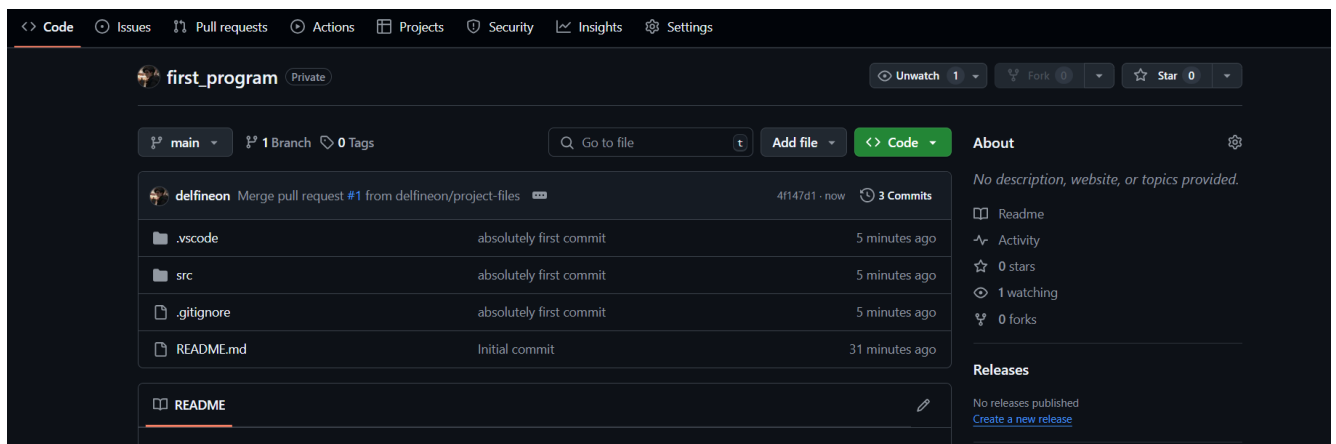 Code Issues Pull requests Actions Projects Security Insights Settings
first_program Private Unwatch 1 Fork 0 Star 0
main 1 Branch 0 Tags Go to file t Add file Code
About
No description, website, or topics provided.
delfineon Merge pull request #1 from delfineon/project-files 4f147d1 · now 3 Commits
.vscode absolutely first commit 5 minutes ago
src absolutely first commit 5 minutes ago
.gitignore absolutely first commit 5 minutes ago
README.md Initial commit 31 minutes ago
README
Readme
Activity
0 stars
1 watching
0 forks
Releases
No releases published
Create a new release